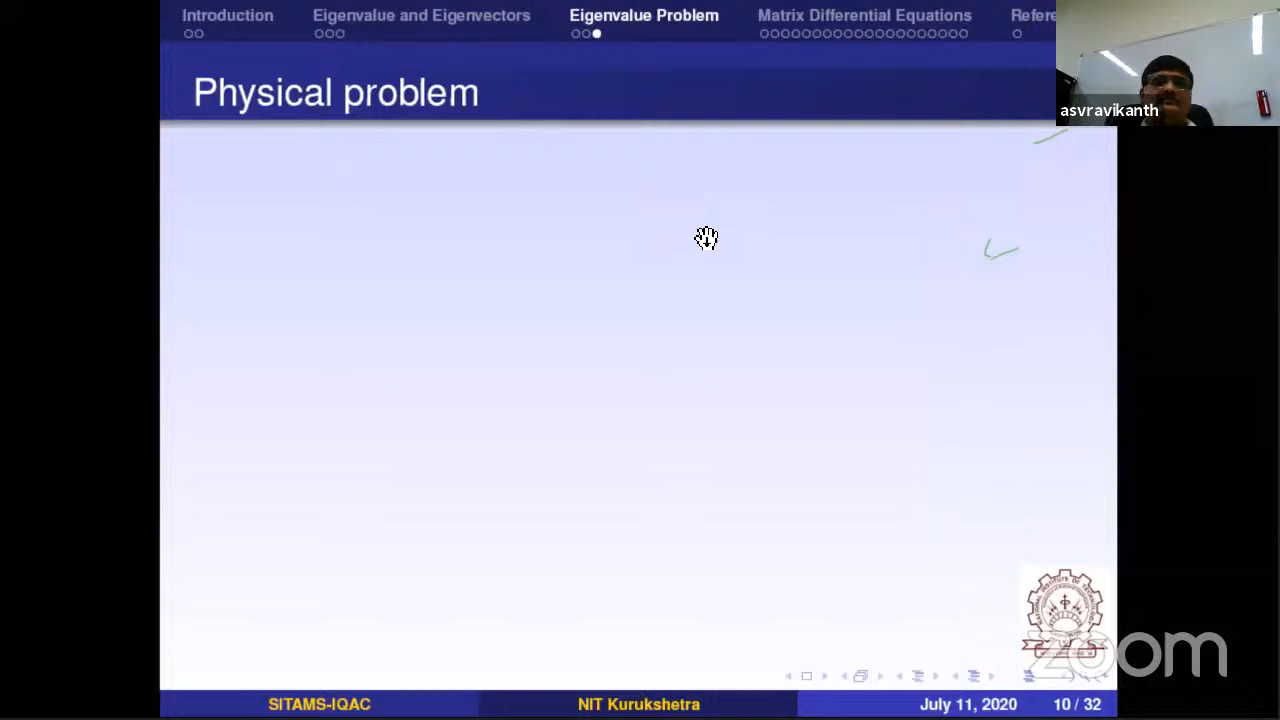 Introduction
Eigenvalue and Eigenvectors
Eigenvalue Problem
Matrix Differential Equations
Refere
Physical problem
asvravikanth
zoom
SITAMS-IQAC
NIT Kurukshetra
July 11, 2020 10 / 32